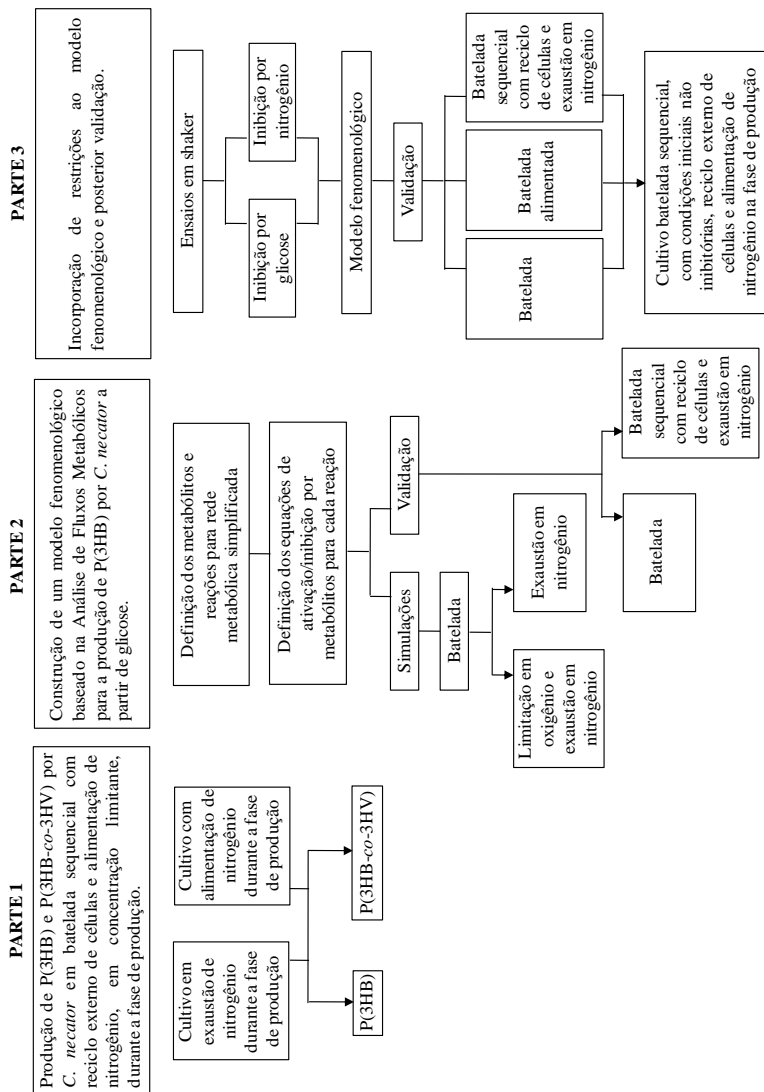 PARTE 1
Produção de P(3HB) e P(3HB-co-3HV) por
C. necator em batelada sequencial com
reciclo externo de células e alimentação de
nitrogênio, em concentração limitante,
durante a fase de produção.
Cultivo em
exaustão de
nitrogênio
durante a fase
de produção
Cultivo com
alimentação de
nitrogênio
durante a fase
de produção
P(3HB)
P(3HB-co-3HV)
PARTE 2
Construção de um modelo fenomenológico
baseado na Análise de Fluxos Metabólicos
para a produção de P(3HB) por C. necator a
partir de glicose.
Definição dos metabólitos e
reações para rede
metabólica simplificada
Definição dos equações de
ativação/inibição por
metabólitos para cada reação
Simulações
Validação
Batelada
Limitação em
oxigênio e
exaustão em
nitrogênio
Exaustão em
nitrogênio
Batelada
Batelada
sequencial
com reciclo
de células e
exaustão em
nitrogênio
PARTE 3
Incorporação de restrições ao modelo
fenomenológico e posterior validação.
Ensaios em shaker
Inibição por
glicose
Inibição por
nitrogênio
Modelo fenomenológico
Validação
Batelada
Batelada
alimentada
Batelada
sequencial
com reciclo
de células e
exaustão em
nitrogênio
Cultivo batelada sequencial,
com condições iniciais não
inibitórias, reciclo externo de
células e alimentação de
nitrogênio na fase de produção